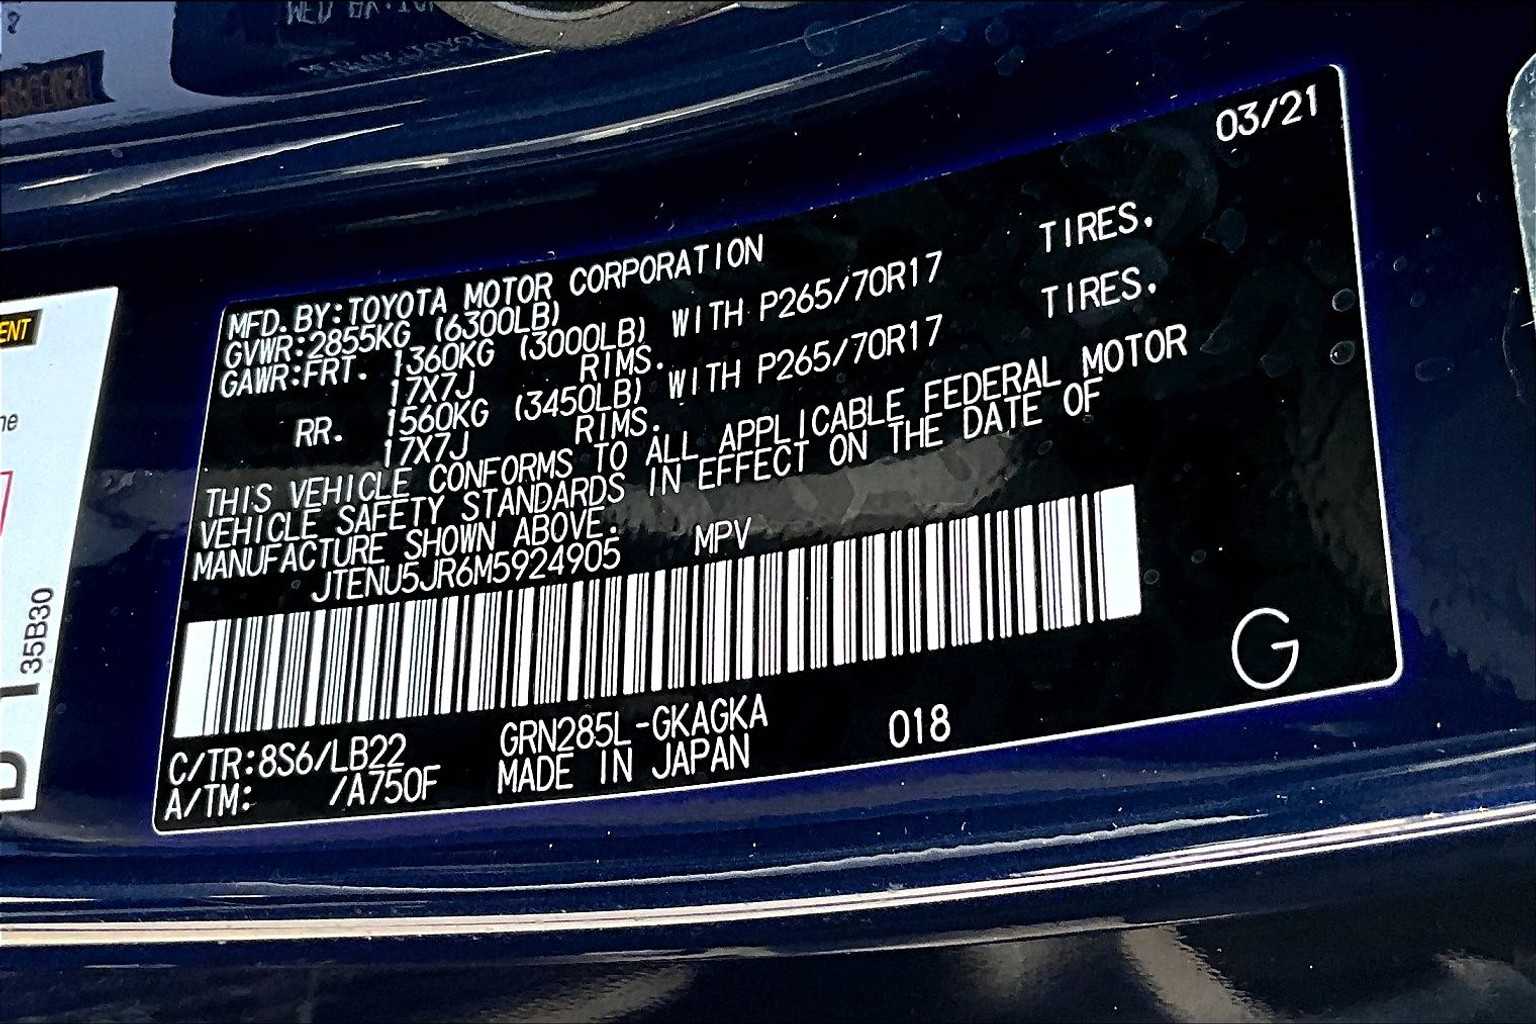 03/21
MFD. BY:TOYOTA MOTOR CORPORATION
GVWR:2855KG (6300LB)
GAWR:FRT. 1360KG (3000LB) WITH P265/70R17 TIRES.
17X7J RIMS.
RR. 1560KG (3450LB) WITH P265/70R17 TIRES.
17X7J RIMS.
THIS VEHICLE CONFORMS TO ALL APPLICABLE FEDERAL MOTOR
VEHICLE SAFETY STANDARDS IN EFFECT ON THE DATE OF
MANUFACTURE SHOWN ABOVE.
JTENU5JR6M5924905 MPV
G
C/TR:8S6/LB22 GRN285L-GKAGKA 018
A/TM: /A750F MADE IN JAPAN
35B30